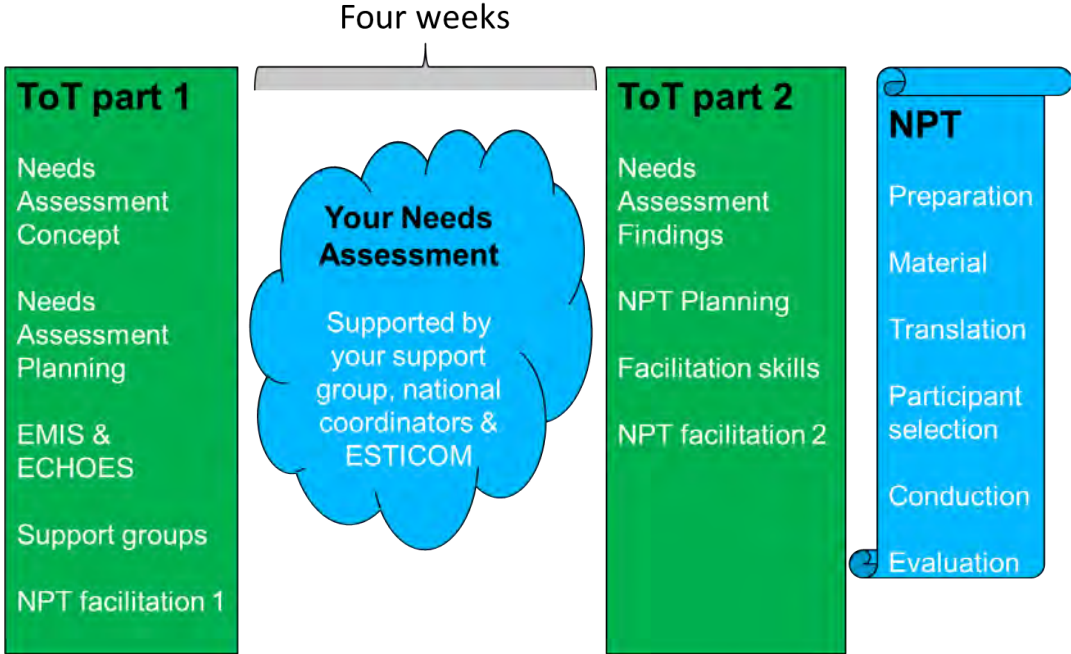 Four weeks
ToT part 1
Needs
Assessment
Concept
Needs
Assessment
Planning
EMIS &
ECHOES
Support groups
NPT facilitation 1
Your Needs
Assessment
Supported by
your support
group, national
coordinators &
ESTICOM
ToT part 2
Needs
Assessment
Findings
NPT Planning
Facilitation skills
NPT facilitation 2
NPT
Preparation
Material
Translation
Participant
selection
Conduction
Evaluation